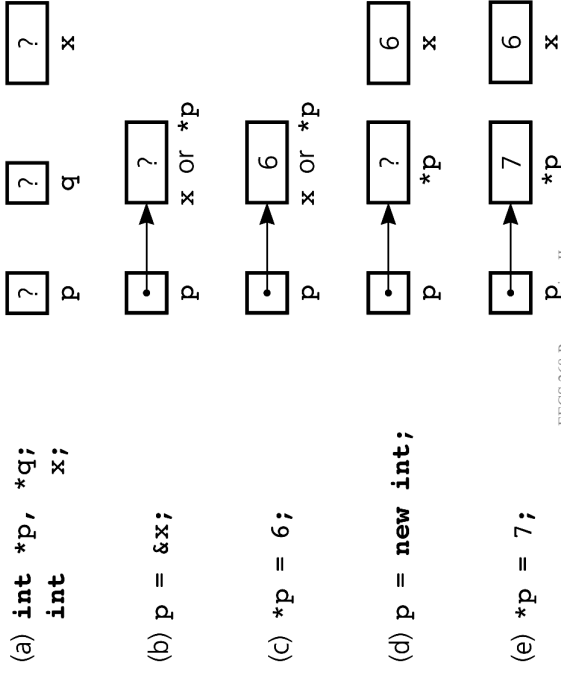 (a) int *p, *q;
int x;
? ? ?
p q x
(b) p = &x;
?
p x or *p
(c) *p = 6;
6
p x or *p
(d) p = new int;
? 6
p *p x
(e) *p = 7;
7 6
p *p x